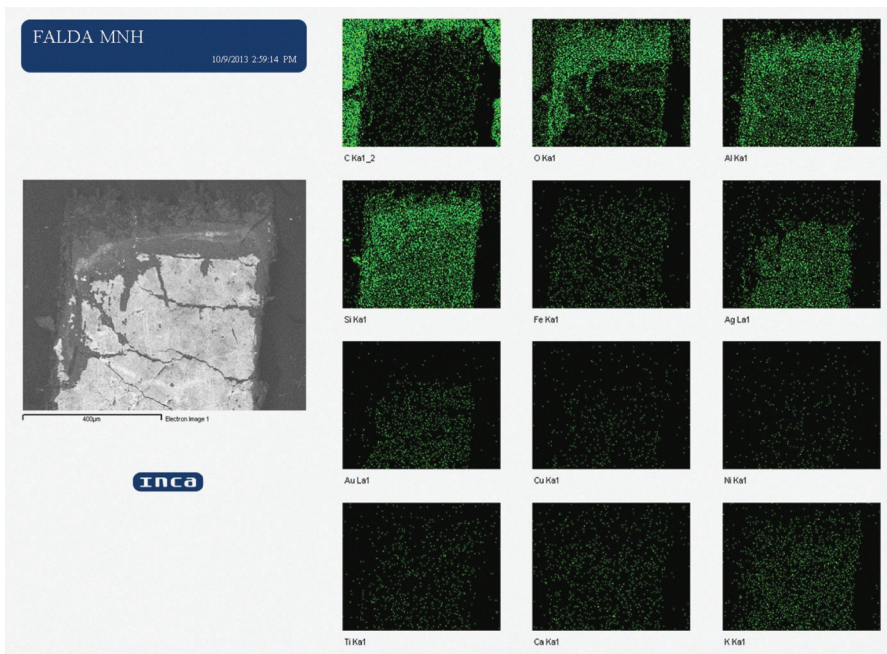 FALDA MNH
10/9/2013 2:59:14 PM
C Ka1_2
O Ka1
Al Ka1
Si Ka1
Fe Ka1
Ag La1
400µm
Electron Image 1
Au La1
Cu Ka1
Ni Ka1
INCA
Ti Ka1
Ca Ka1
K Ka1